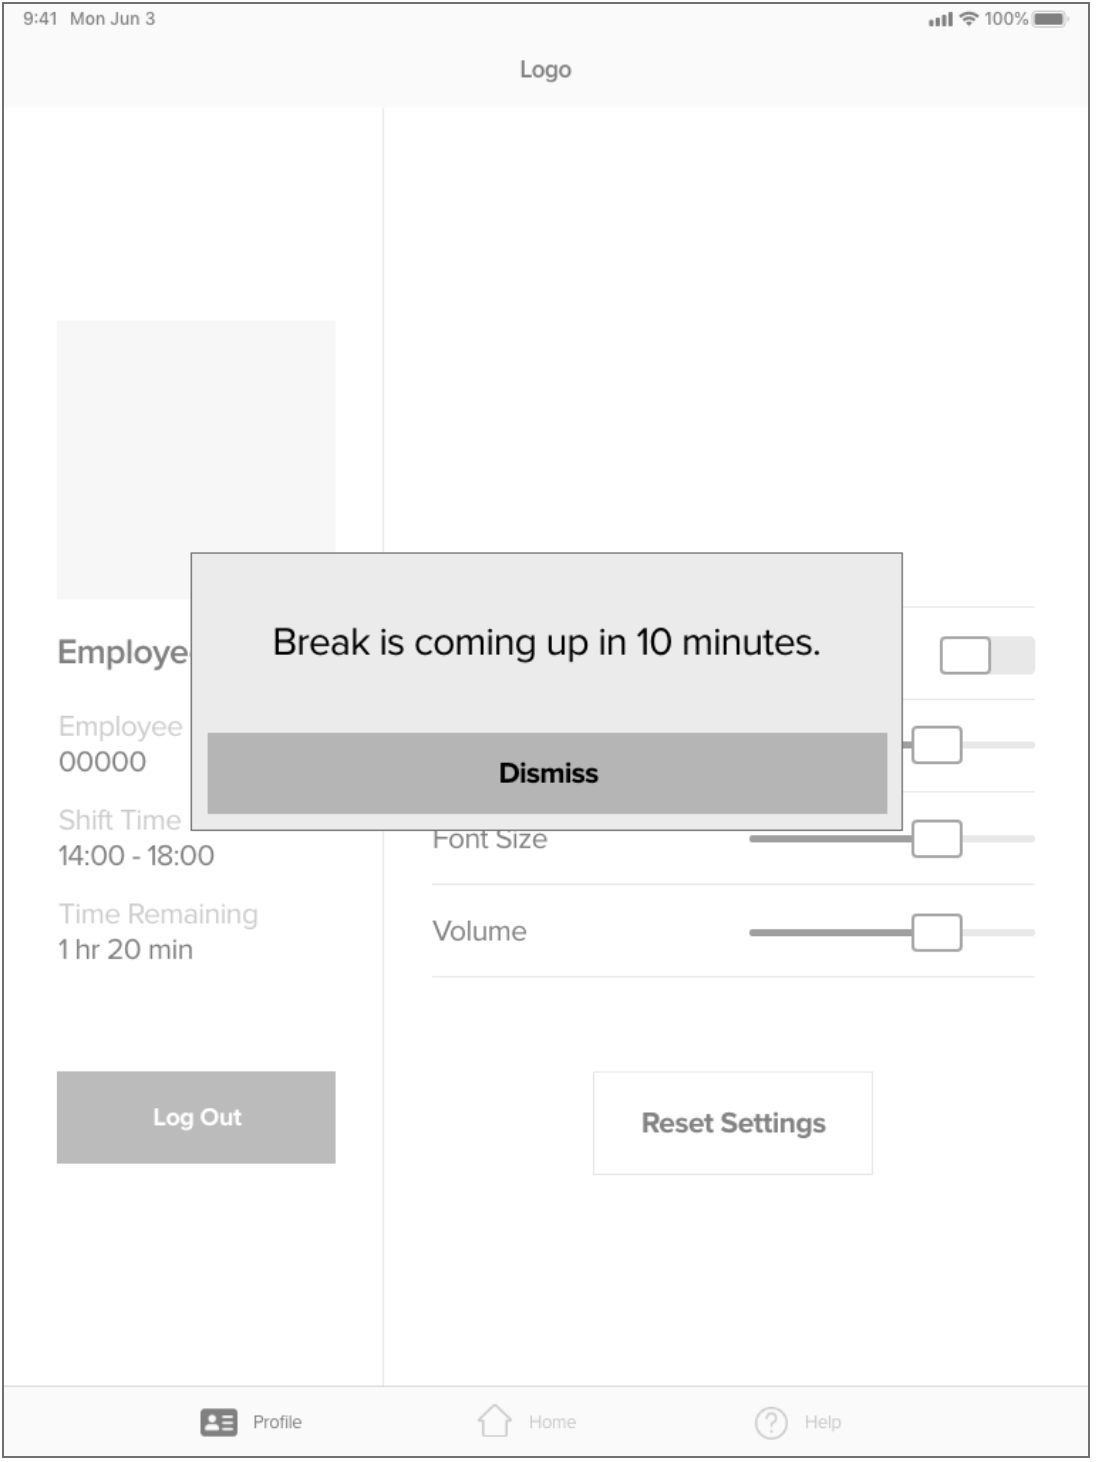 9:41 Mon Jun 3
100%
Logo
Break is coming up in 10 minutes.
Dismiss
Employee
00000
Shift Time
14:00 - 18:00
Time Remaining
1 hr 20 min
Log Out
Font Size
Volume
Reset Settings
Profile
Home
Help